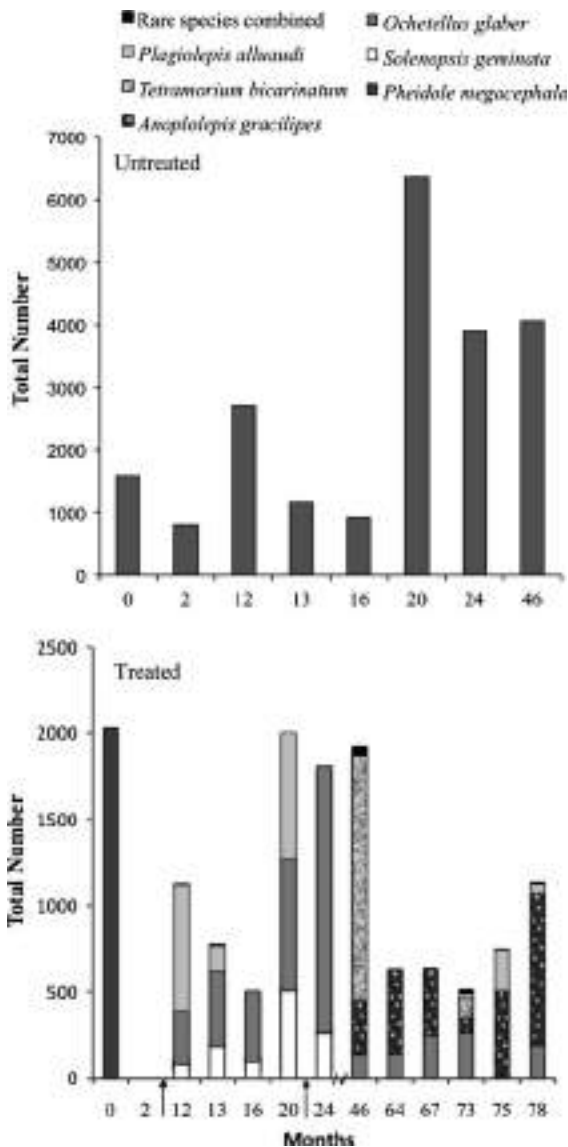 Rare species combined Ochetellus glaber
Plagiolepis alluaudi Solenopsis geminata
Tetramorium bicarinatum Pheidole megacephala
Anoplolepis gracilipes
7000
Untreated
6000
5000
4000
3000
2000
1000
0
Total Number
0 2 12 13 16 20 24 46
2500
Treated
2000
1500
1000
500
0
Total Number
0 2 12 13 16 20 24 46 64 67 73 75 78
Months